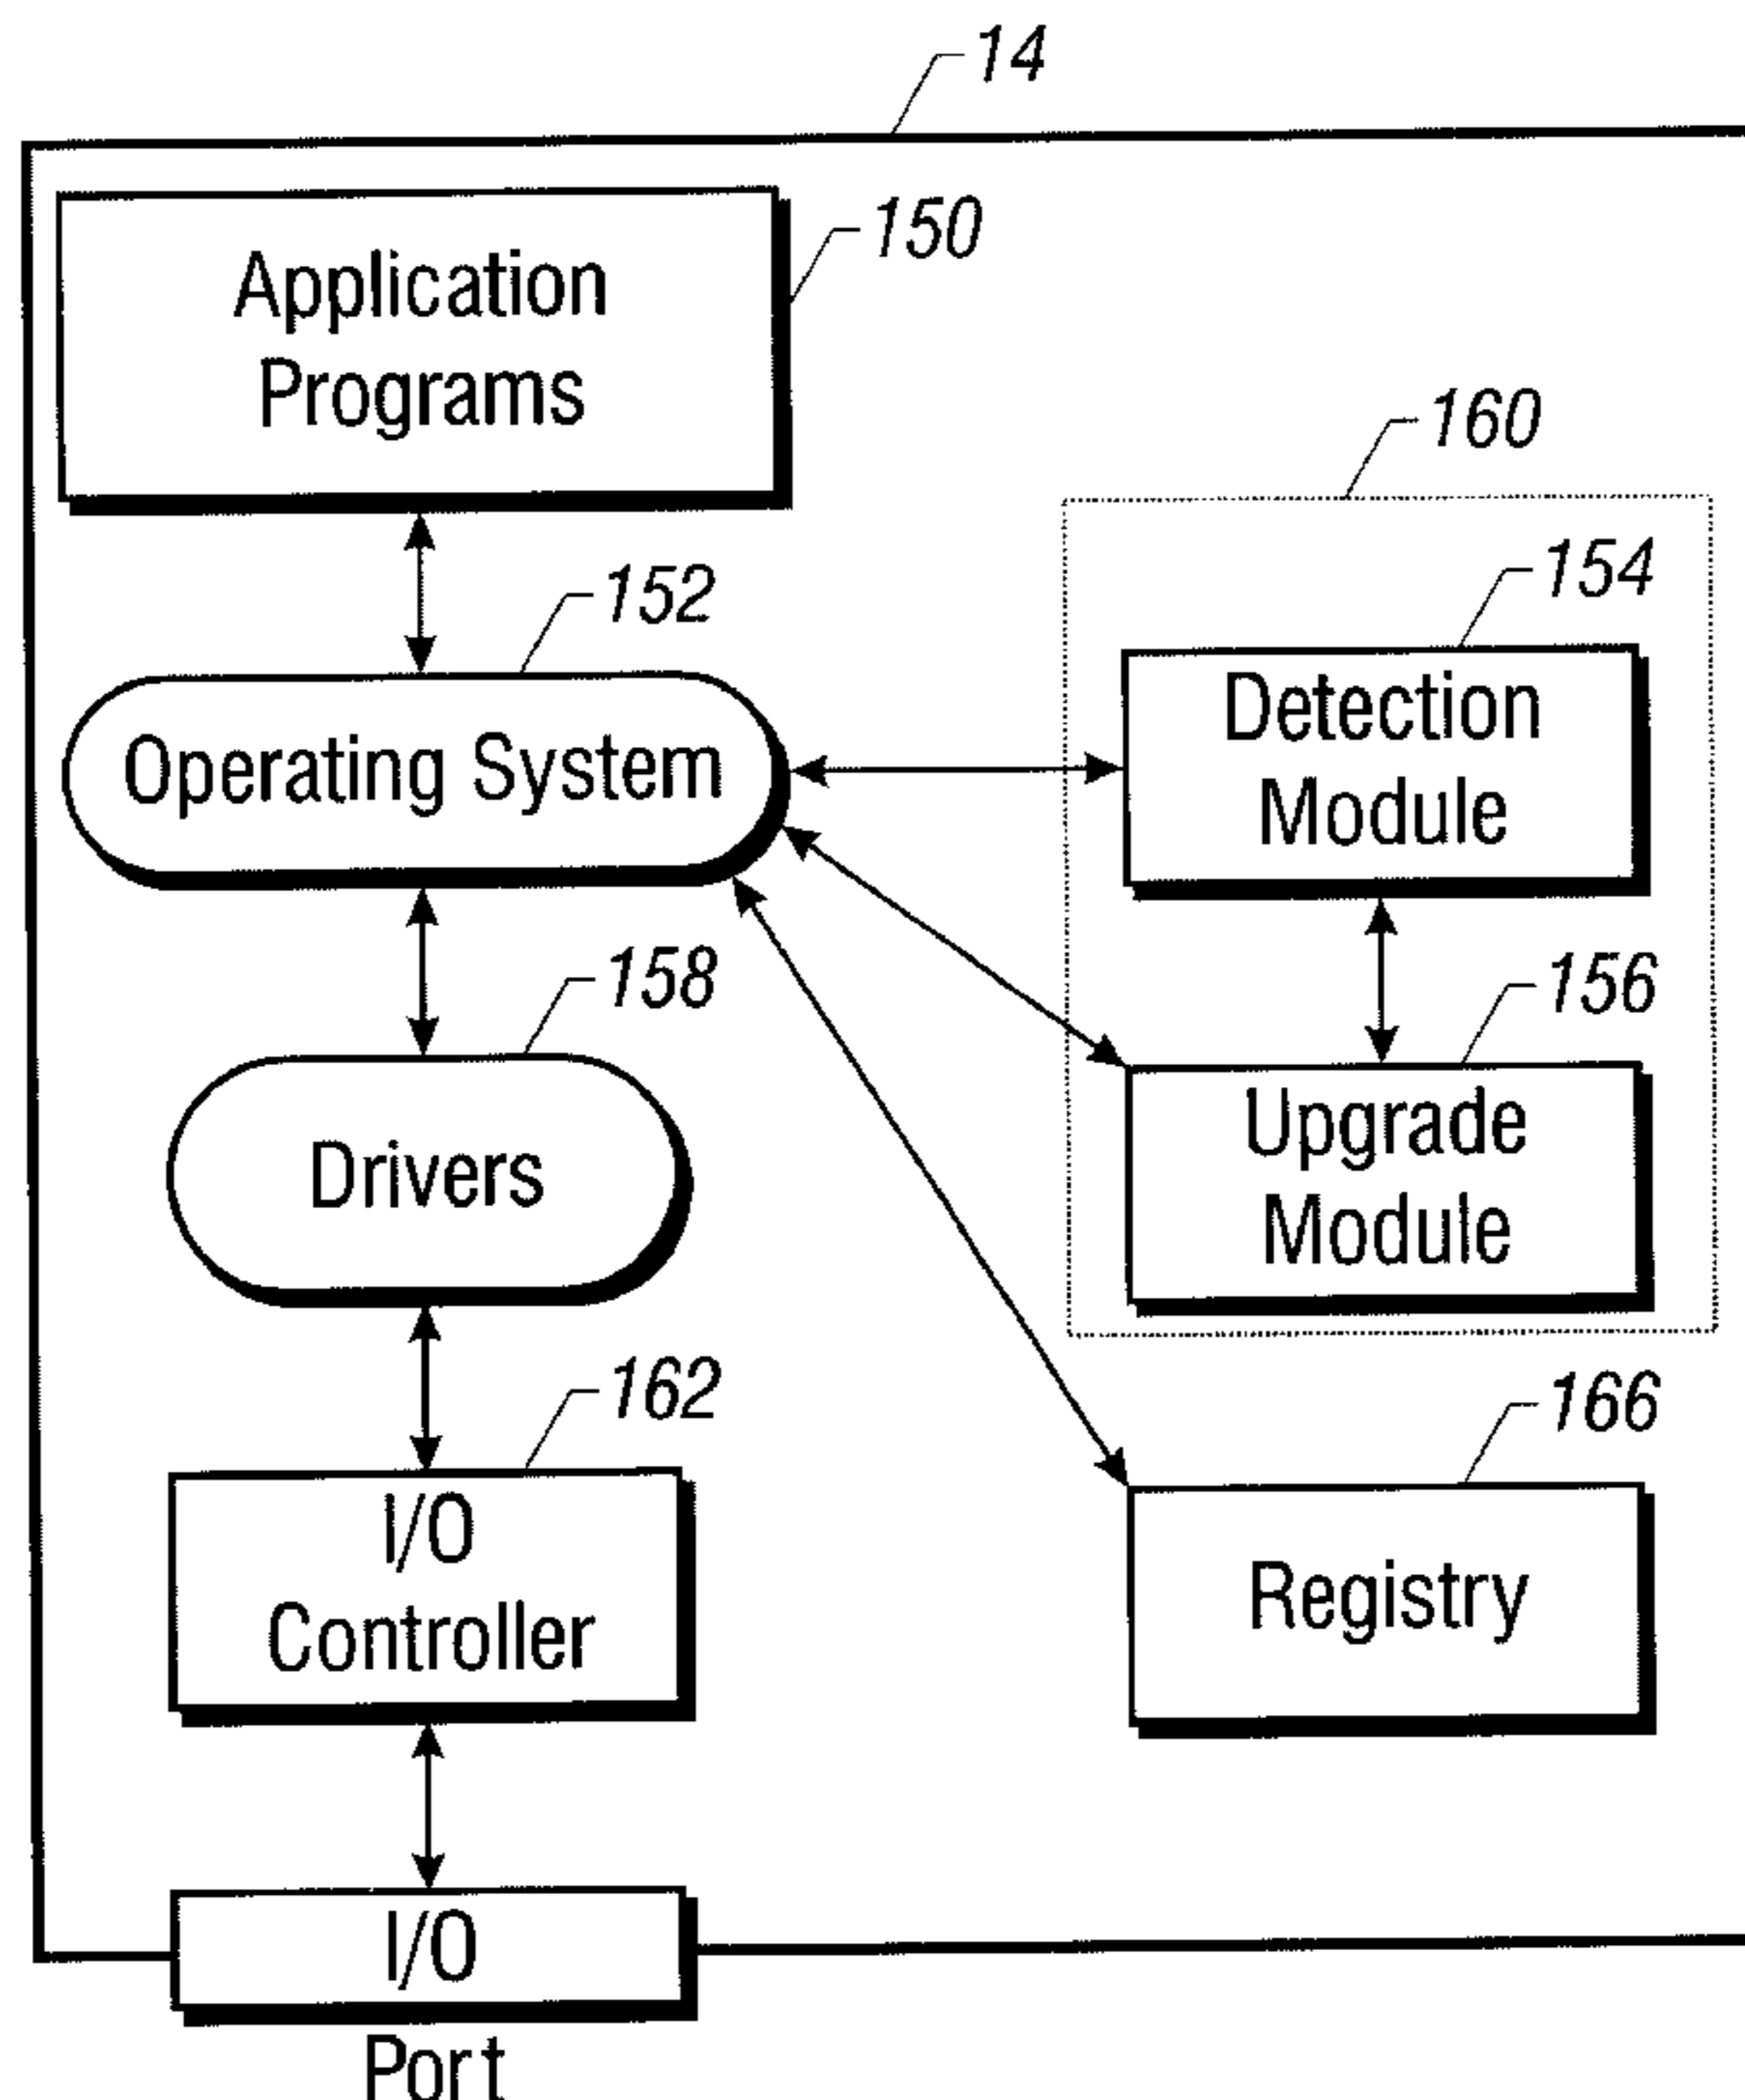 14
Application
Programs
150
160
152
154
Operating System
Detection
Module
158
156
Drivers
Upgrade
Module
162
166
I/O
Controller
Registry
I/O
Port